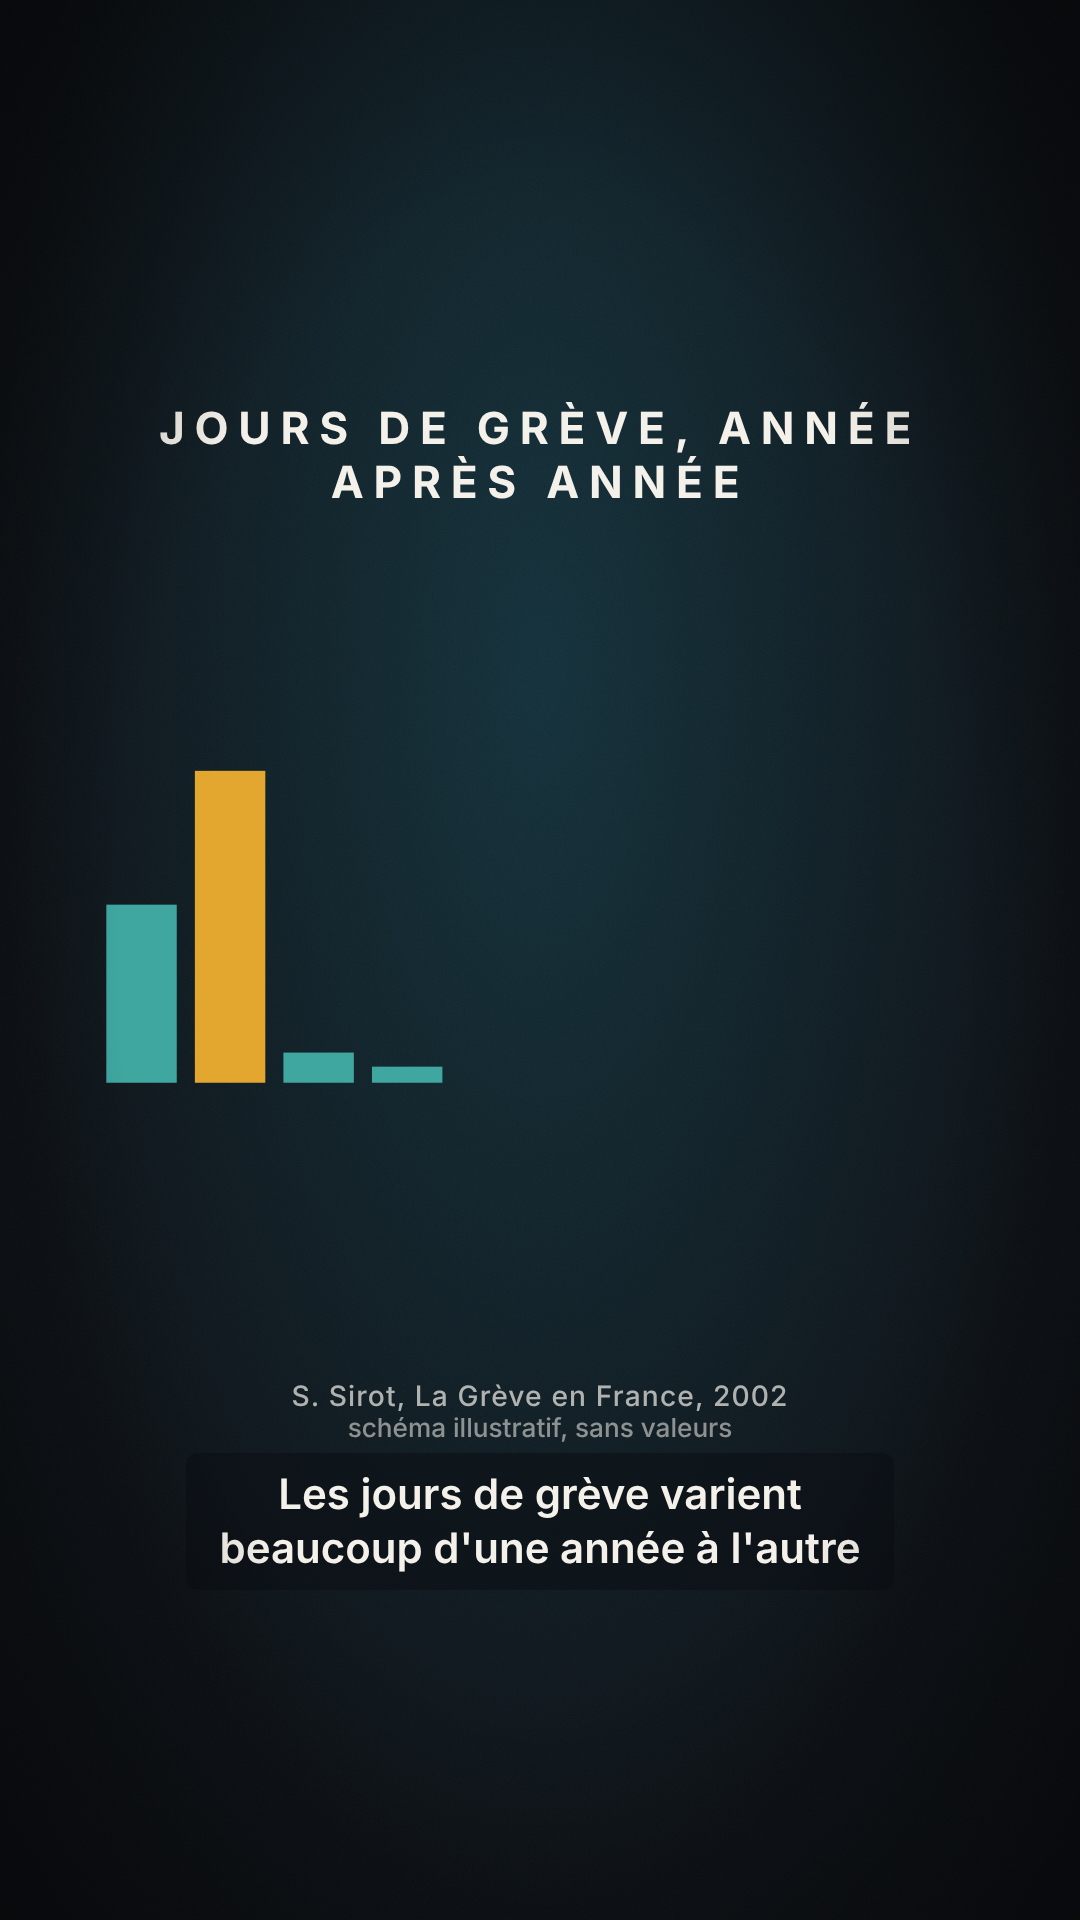 JOURS DE GRÈVE, ANNÉE
APRÈS ANNÉE
S. Sirot, La Grève en France, 2002
schéma illustratif, sans valeurs
Les jours de grève varient
beaucoup d'une année à l'autre